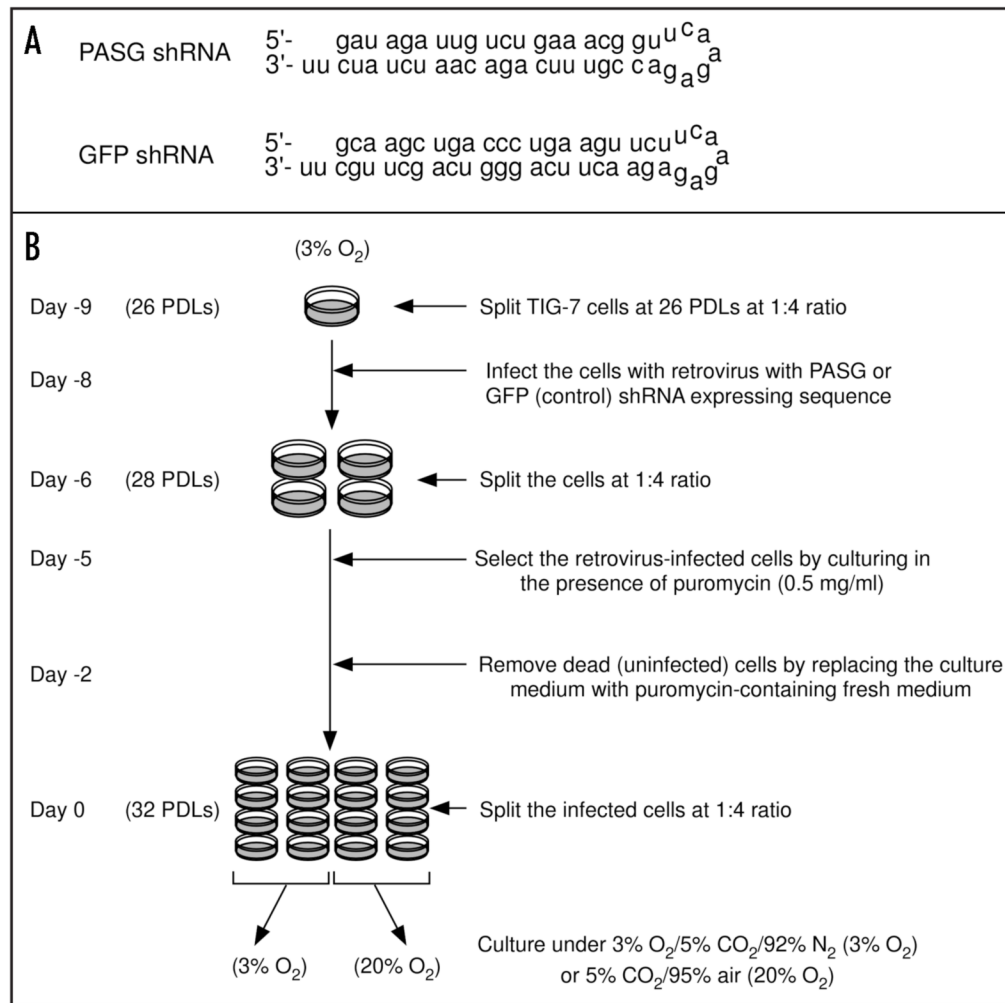 A
PASG shRNA
5'- gau aga uug ucu gaa acg gu u c a a
3'- uu cua ucu aac aga cuu ugc c a g a g
GFP shRNA
5'- gca agc uga ccc uga agu ucu u c a a
3'- uu cgu ucg acu ggg acu uca ag a g a g
B
(3% O2)
Day -9 (26 PDLs) Split TIG-7 cells at 26 PDLs at 1:4 ratio
Day -8 Infect the cells with retrovirus with PASG or
GFP (control) shRNA expressing sequence
Day -6 (28 PDLs) Split the cells at 1:4 ratio
Day -5 Select the retrovirus-infected cells by culturing in
the presence of puromycin (0.5 mg/ml)
Day -2 Remove dead (uninfected) cells by replacing the culture
medium with puromycin-containing fresh medium
Day 0 (32 PDLs) Split the infected cells at 1:4 ratio
(3% O2) (20% O2) Culture under 3% O2/5% CO2/92% N2 (3% O2)
or 5% CO2/95% air (20% O2)